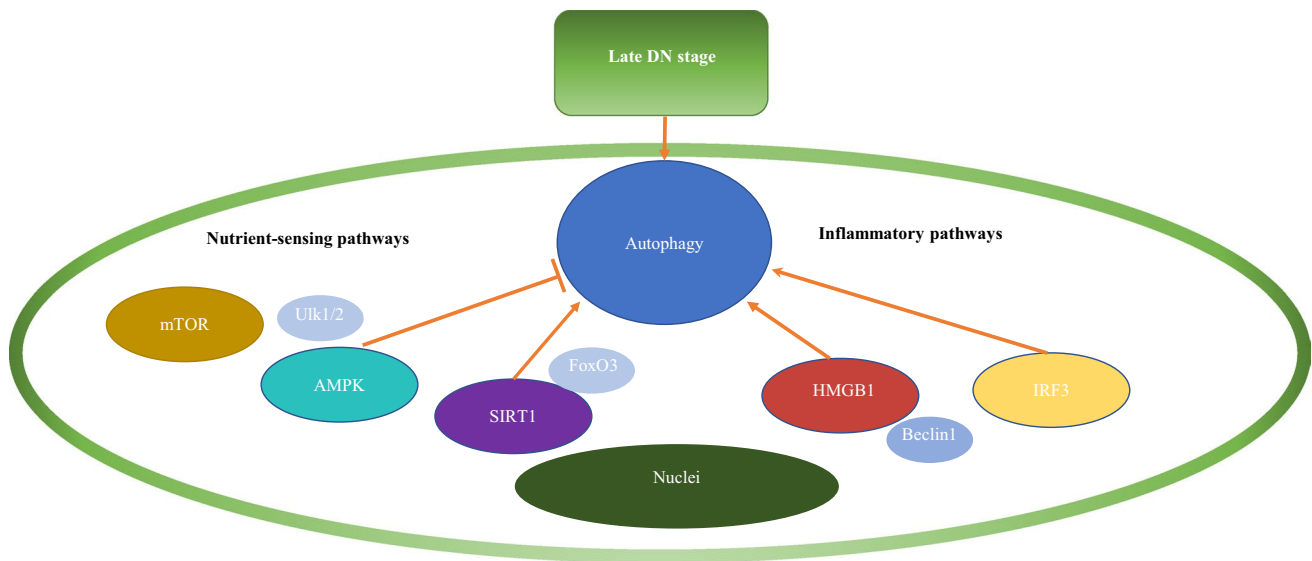 Late DN stage
Nutrient-sensing pathways
Inflammatory pathways
Autophagy
mTOR
Ulk1/2
AMPK
FoxO3
SIRT1
HMGB1
IRF3
Beclin1
Nuclei